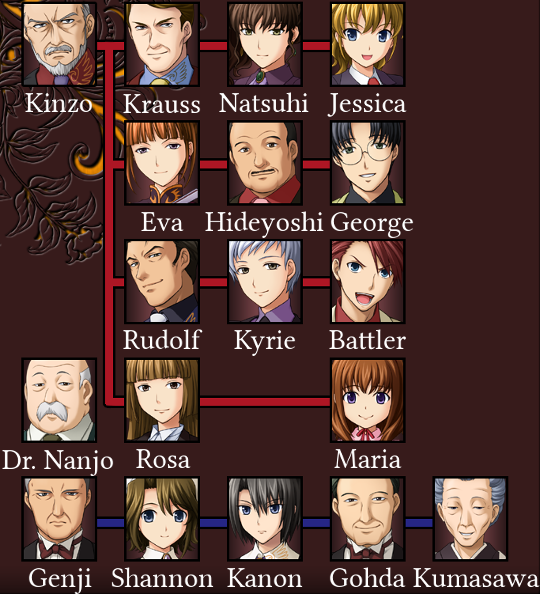 Kinzo Krauss Natsuhi Jessica
Eva Hideyoshi George
Rudolf Kyrie Battler
Dr. Nanjo Rosa Maria
Genji Shannon Kanon Gohda Kumasawa